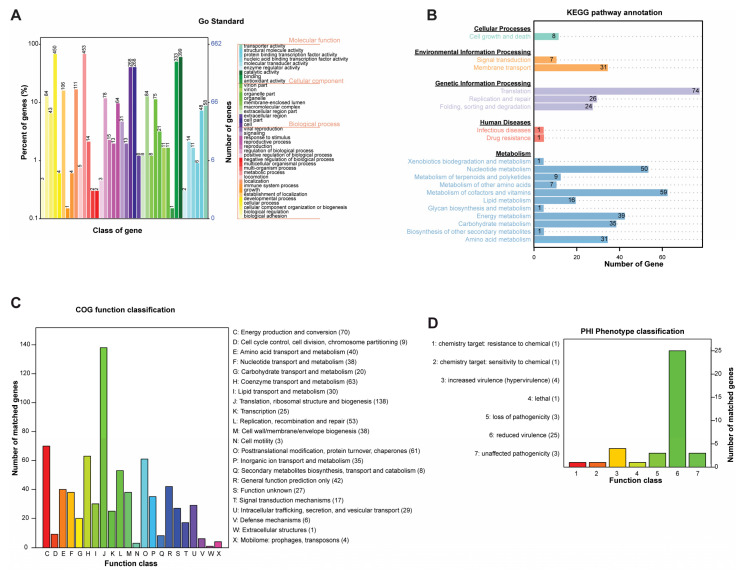 A
Go Standard
100%
10.0
1.0
0.1
Percent of genes (%)
Class of gene
662
66
6
0
Number of genes
Molecular function
transporter activity
structural molecule activity
protein binding transcription factor activity
nucleic acid binding transcription factor activity
molecular transducer activity
enzyme regulator activity
catalytic activity
binding
antioxidant activity
Cellular component
virion part
virion
organelle part
organelle
membrane-enclosed lumen
macromolecular complex
extracellular region part
extracellular region
cell part
cell
Biological process
viral reproduction
signaling
response to stimulus
reproductive process
reproduction
regulation of biological process
positive regulation of biological process
negative regulation of biological process
multicellular organismal process
multi-organism process
metabolic process
locomotion
localization
immune system process
growth
establishment of localization
developmental process
cellular process
cellular component organization or biogenesis
biological regulation
biological adhesion
B
KEGG pathway annotation
Cellular Processes
Cell growth and death 8
Environmental Information Processing
Signal transduction 7
Membrane transport 31
Genetic Information Processing
Translation 74
Replication and repair 26
Folding, sorting and degradation 24
Human Diseases
Infectious diseases 1
Drug resistance 1
Metabolism
Xenobiotics biodegradation and metabolism 1
Nucleotide metabolism 50
Metabolism of terpenoids and polyketides 9
Metabolism of other amino acids 7
Metabolism of cofactors and vitamins 59
Lipid metabolism 16
Glycan biosynthesis and metabolism 1
Energy metabolism 39
Carbohydrate metabolism 35
Biosynthesis of other secondary metabolites 1
Amino acid metabolism 31
0 20 40 60
Number of Gene
C
COG function classification
140
120
100
80
60
40
20
0
Number of matched genes
C D E F G H I J K L M N O P Q R S T U V W X
Function class
C: Energy production and conversion (70)
D: Cell cycle control, cell division, chromosome partitioning (9)
E: Amino acid transport and metabolism (40)
F: Nucleotide transport and metabolism (38)
G: Carbohydrate transport and metabolism (20)
H: Coenzyme transport and metabolism (63)
I: Lipid transport and metabolism (30)
J: Translation, ribosomal structure and biogenesis (138)
K: Transcription (25)
L: Replication, recombination and repair (53)
M: Cell wall/membrane/envelope biogenesis (38)
N: Cell motility (3)
O: Posttranslational modification, protein turnover, chaperones (61)
P: Inorganic ion transport and metabolism (35)
Q: Secondary metabolites biosynthesis, transport and catabolism (8)
R: General function prediction only (42)
S: Function unknown (27)
T: Signal transduction mechanisms (17)
U: Intracellular trafficking, secretion, and vesicular transport (29)
V: Defense mechanisms (6)
W: Extracellular structures (1)
X: Mobilome: prophages, transposons (4)
D
PHI Phenotype classification
1: chemistry target: resistance to chemical (1)
2: chemistry target: sensitivity to chemical (1)
3: increased virulence (hypervirulence) (4)
4: lethal (1)
5: loss of pathogenicity (3)
6: reduced virulence (25)
7: unaffected pathogenicity (3)
25
20
15
10
5
0
Number of matched genes
1 2 3 4 5 6 7
Function class